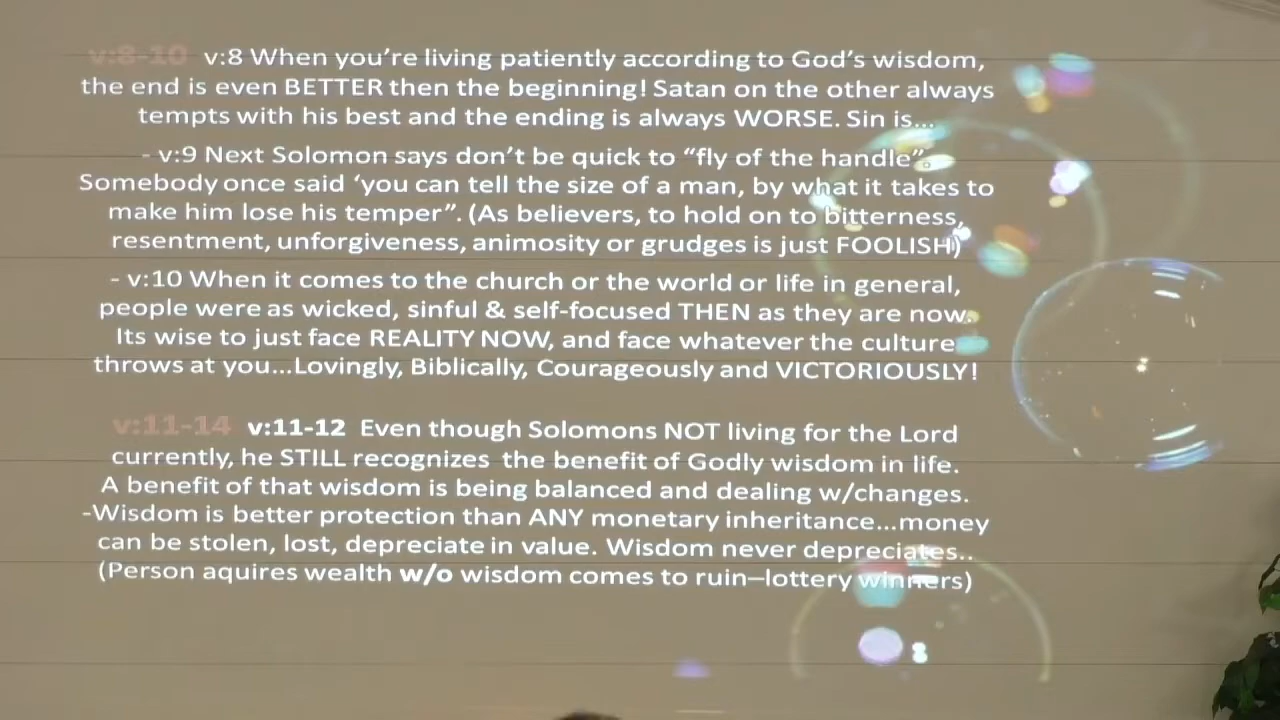 v:8-10 v:8 When you're living patiently according to God's wisdom,
the end is even BETTER then the beginning! Satan on the other always
tempts with his best and the ending is always WORSE. Sin is...
- v:9 Next Solomon says don't be quick to “fly of the handle”.
Somebody once said ‘you can tell the size of a man, by what it takes to
make him lose his temper”. (As believers, to hold on to bitterness,
resentment, unforgiveness, animosity or grudges is just FOOLISH)
- v:10 When it comes to the church or the world or life in general,
people were as wicked, sinful & self-focused THEN as they are now.
Its wise to just face REALITY NOW, and face whatever the culture
throws at you...Lovingly, Biblically, Courageously and VICTORIOUSLY!
v:11-14 v:11-12 Even though Solomons NOT living for the Lord
currently, he STILL recognizes the benefit of Godly wisdom in life.
A benefit of that wisdom is being balanced and dealing w/changes.
-Wisdom is better protection than ANY monetary inheritance...money
can be stolen, lost, depreciate in value. Wisdom never depreciates..
(Person aquires wealth w/o wisdom comes to ruin–lottery winners)